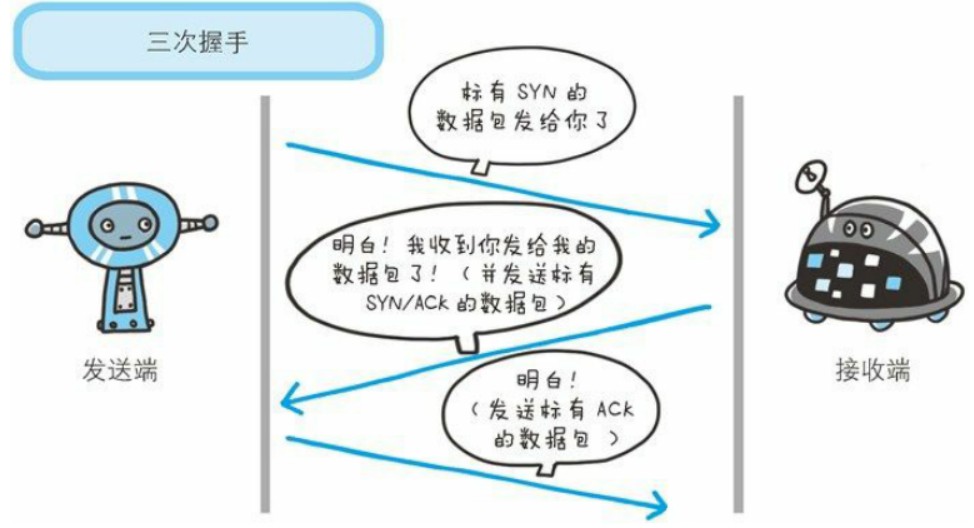 三次握手
标有 SYN 的
数据包发给你了
明白！我收到你发给我的
数据包了！（并发送标有
SYN/ACK 的数据包）
发送端
接收端
明白！
（发送标有 ACK
的数据包 ）